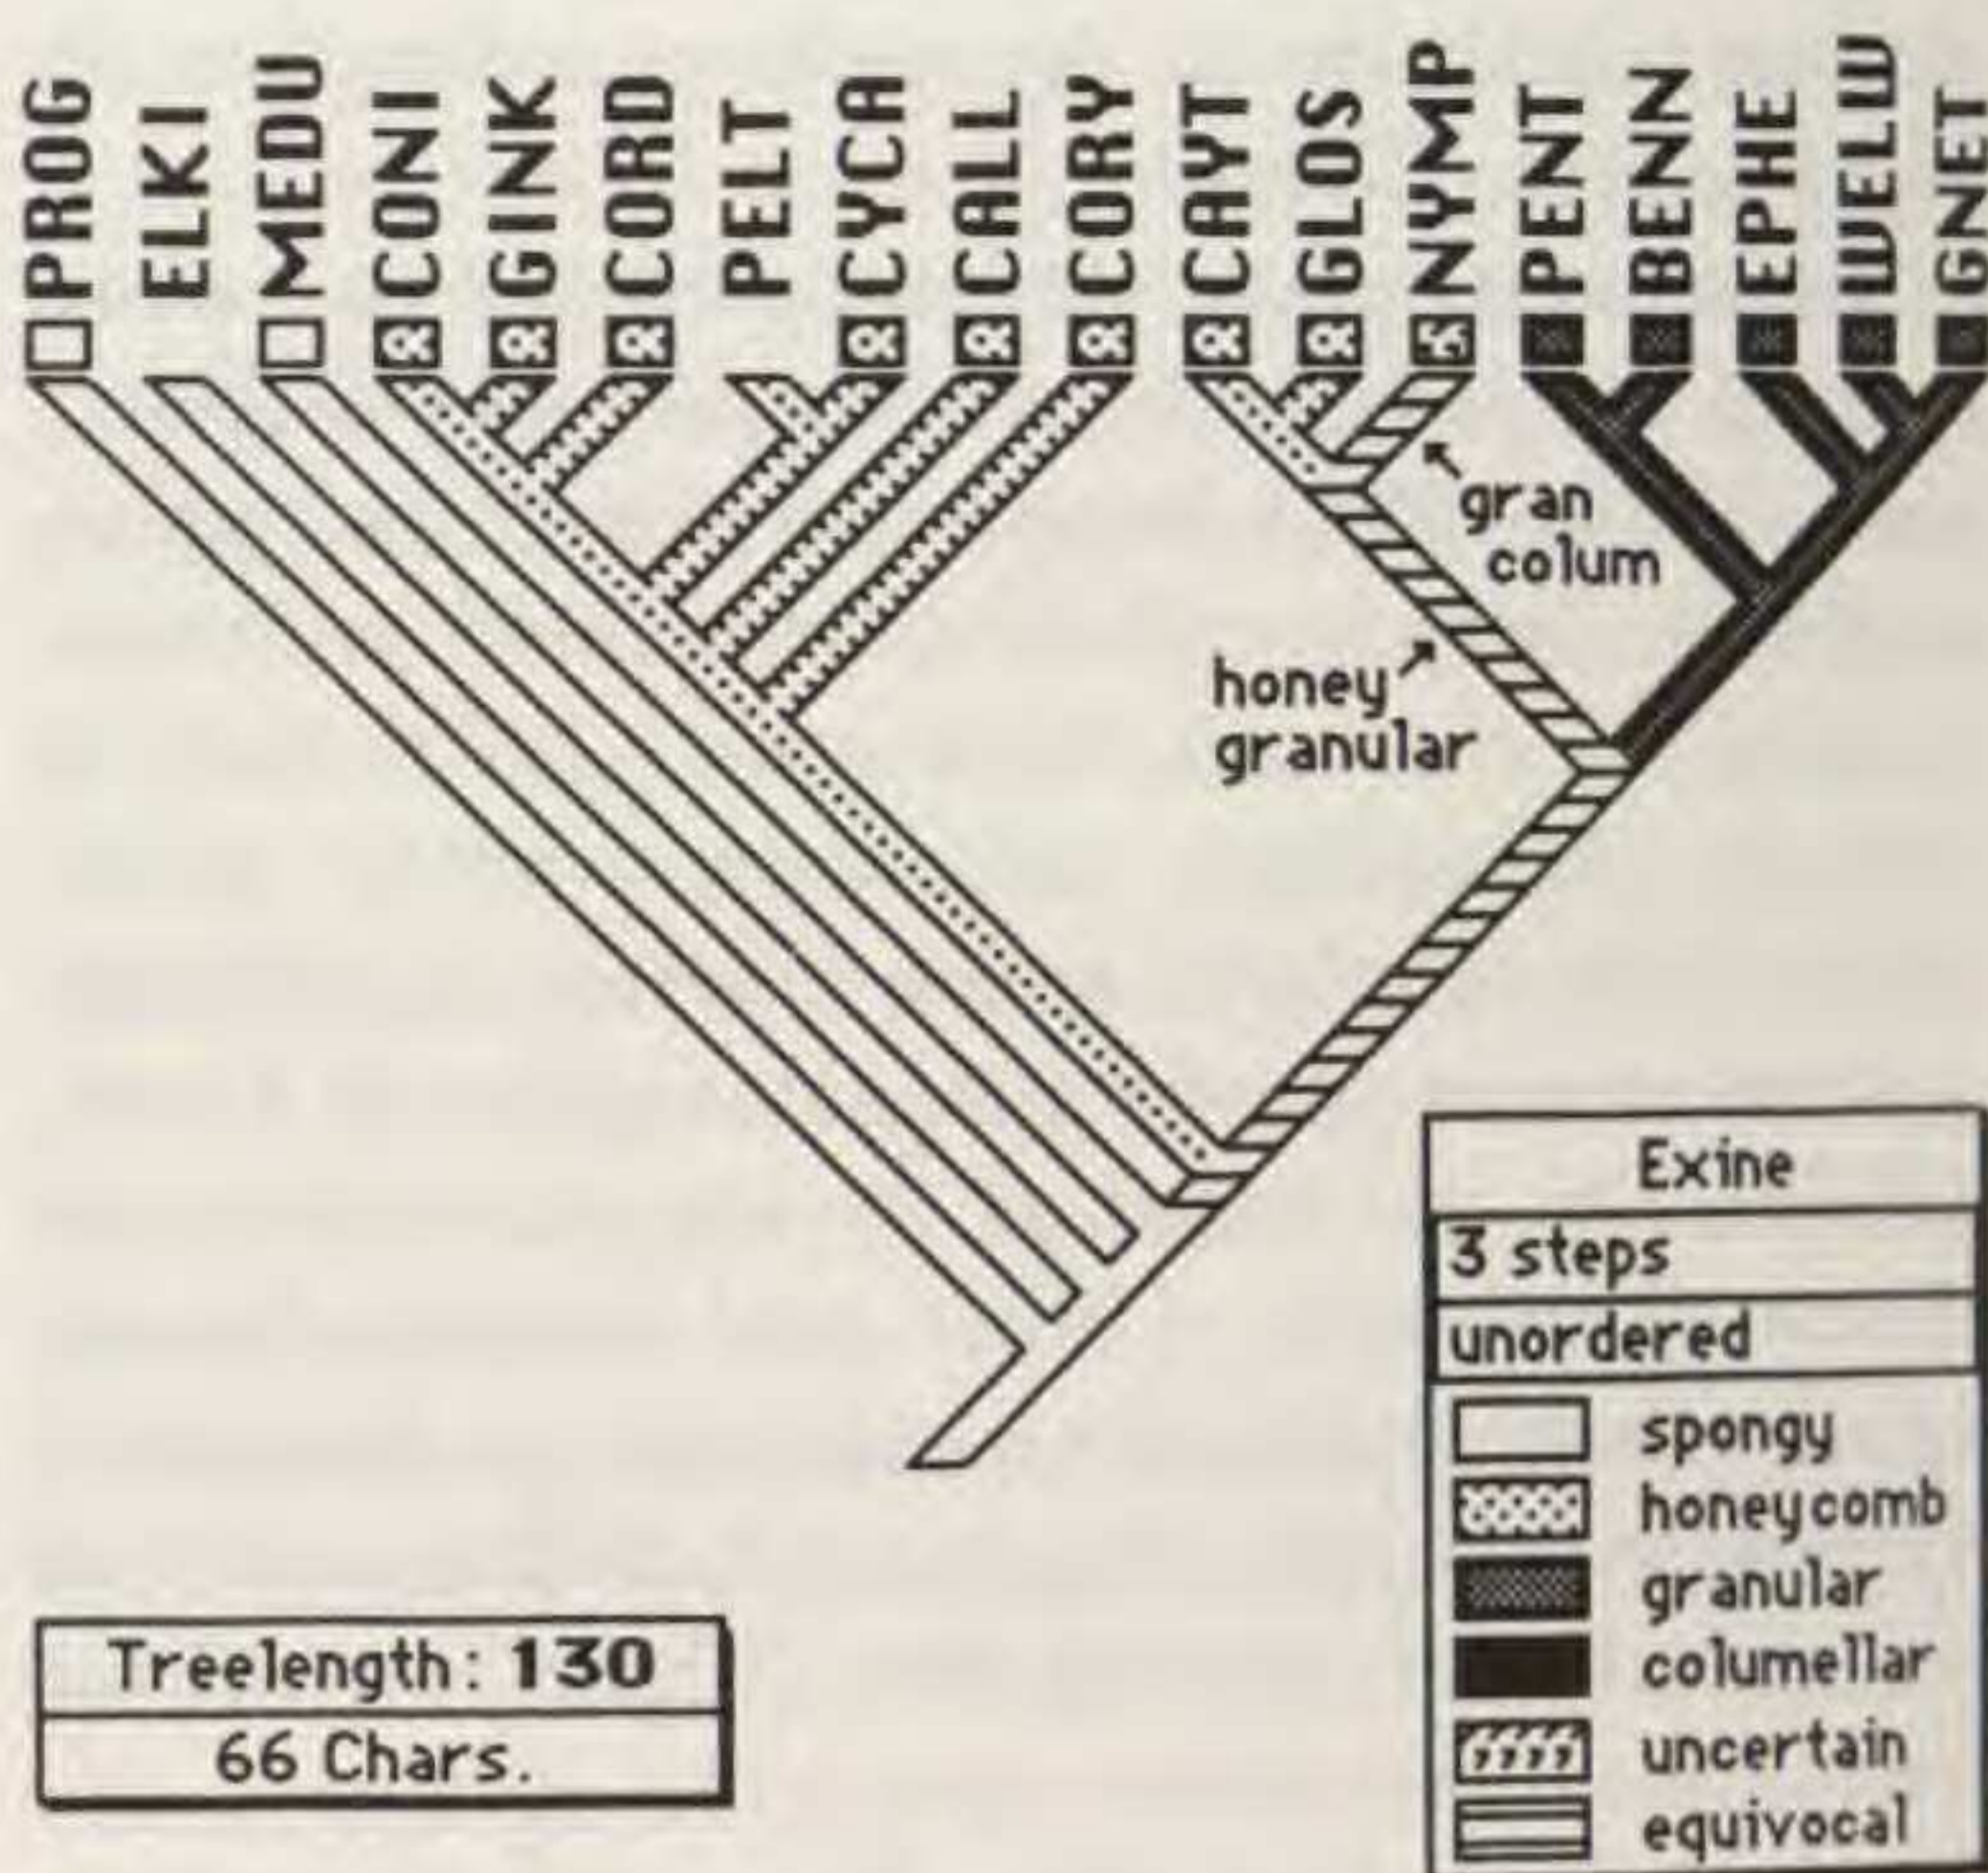 PROG
ELKI
MEDU
CONI
GINK
CORD
PELT
CYCA
CALL
CORY
CAYT
GLOS
NYMP
PENT
BENN
EPHE
WELW
GNET
gran
colum
honey
granular
Exine
3 steps
unordered
spongy
honeycomb
granular
columellar
uncertain
equivocal
Treelength: 130
66 Chars.